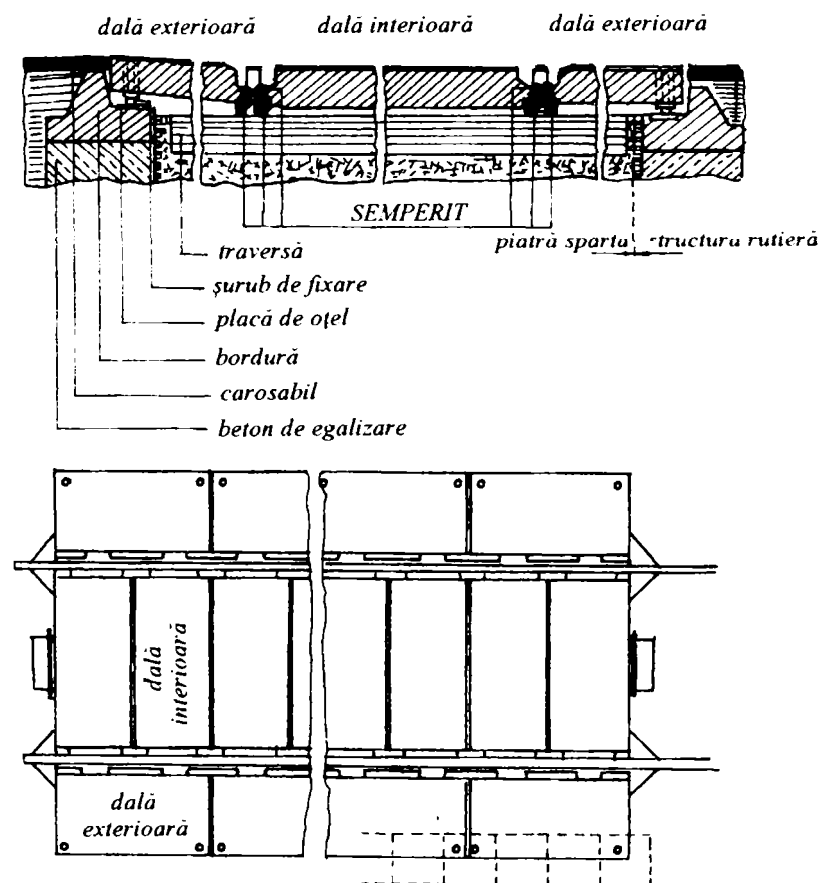 dală exterioară dală interioară dală exterioară
SEMPERIT
piatră spartă structura rutieră
traversă
șurub de fixare
placă de oțel
bordură
carosabil
beton de egalizare
dală
interioară
dală
exterioară